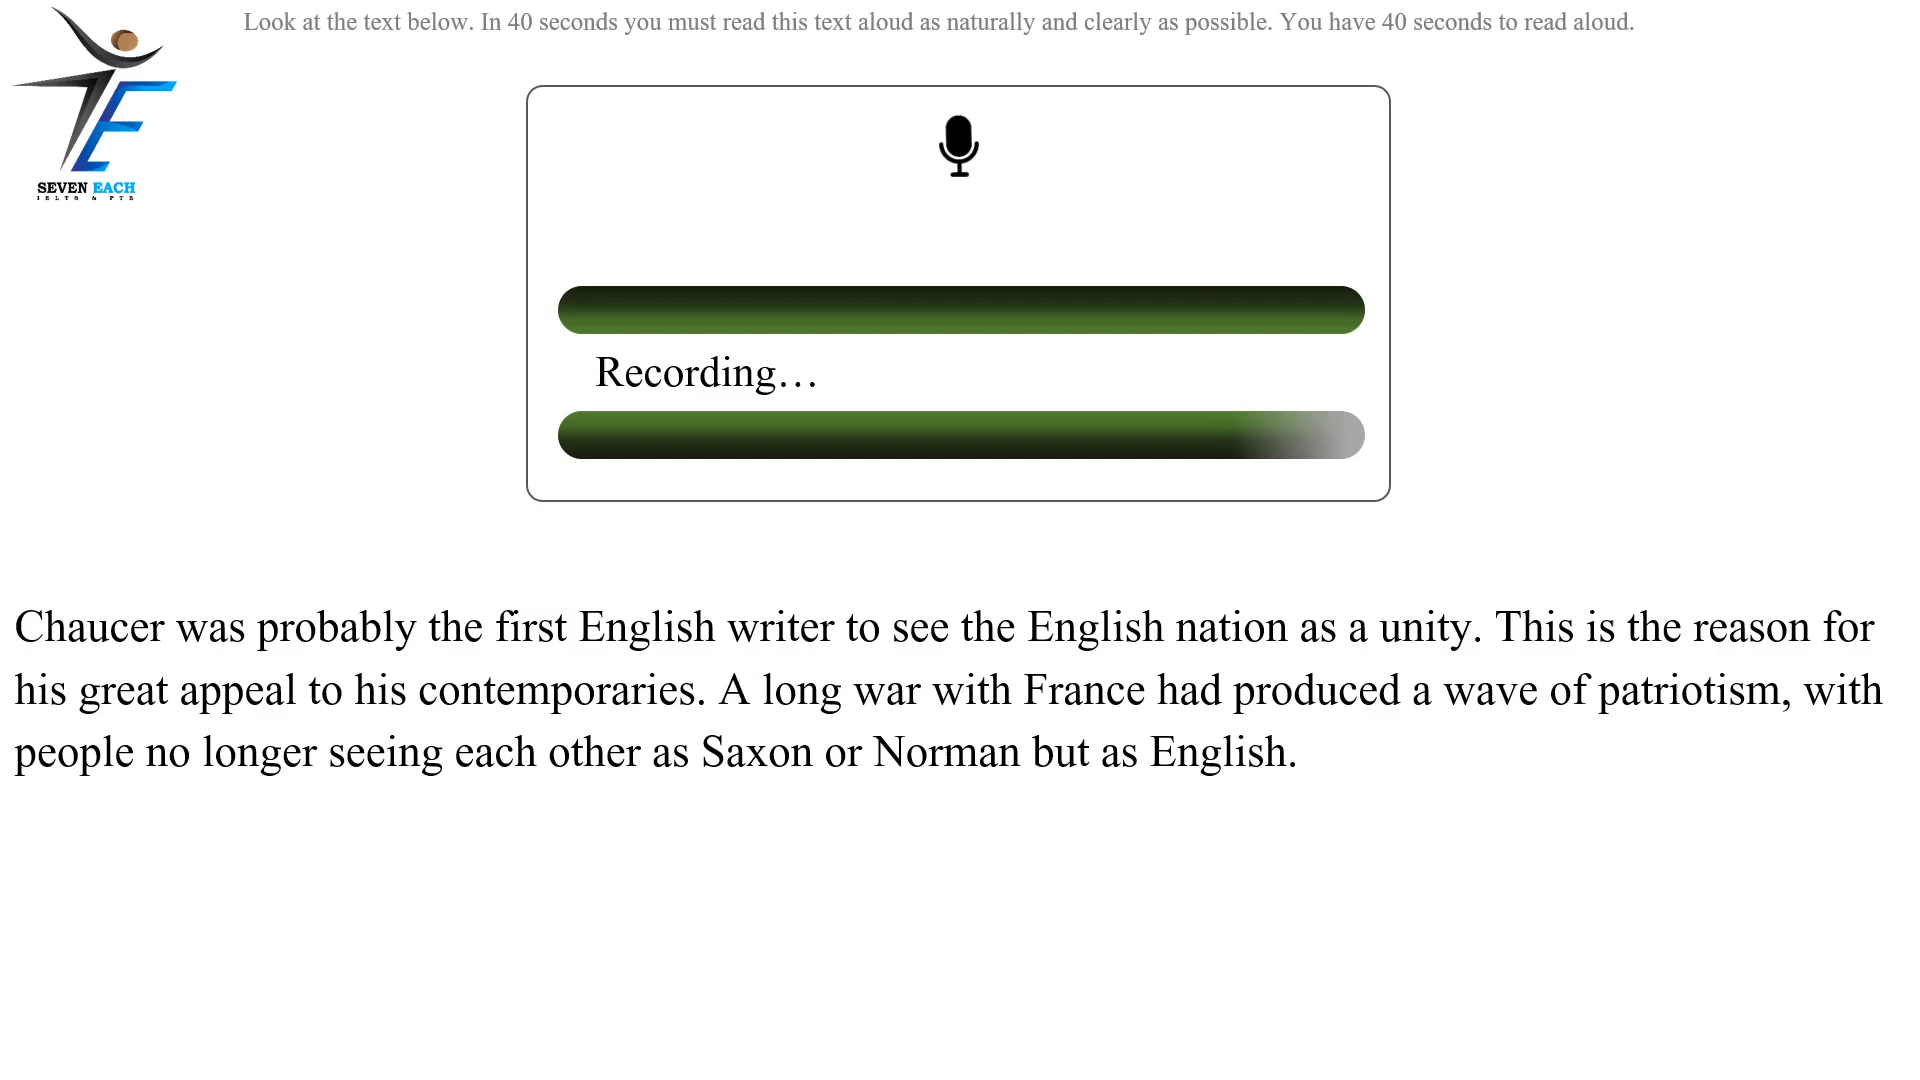 Look at the text below. In 40 seconds you must read this text aloud as naturally and clearly as possible. You have 40 seconds to read aloud.
SEVEN EACH
IELTS & PTE
Recording…
Chaucer was probably the first English writer to see the English nation as a unity. This is the reason for
his great appeal to his contemporaries. A long war with France had produced a wave of patriotism, with
people no longer seeing each other as Saxon or Norman but as English.